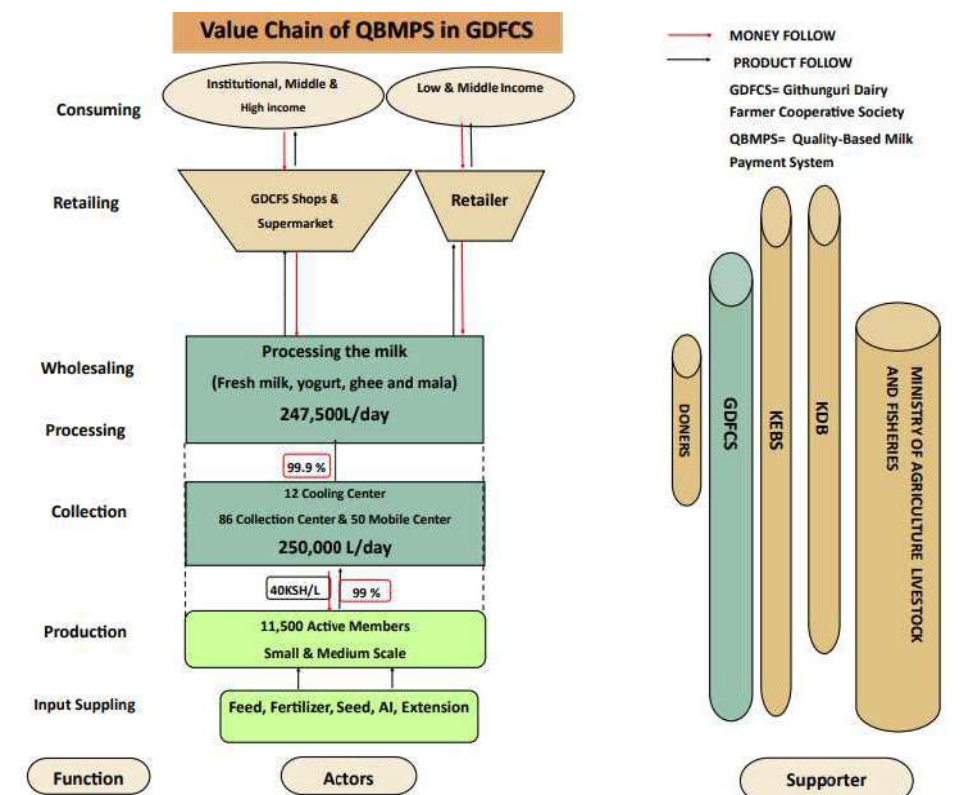 Value Chain of QBMPS in GDFCS
MONEY FOLLOW
PRODUCT FOLLOW
GDFCS= Githunguri Dairy
Farmer Cooperative Society
QBMPS= Quality-Based Milk
Payment System
Consuming
Institutional, Middle &
High income
Low & Middle Income
Retailing
GDCFS Shops &
Supermarket
Retailer
Wholesaling
Processing
Processing the milk
(Fresh milk, yogurt, ghee and mala)
247,500L/day
99.9 %
Collection
12 Cooling Center
86 Collection Center & 50 Mobile Center
250,000 L/day
40KSH/L
99 %
Production
11,500 Active Members
Small & Medium Scale
Input Suppling
Feed, Fertilizer, Seed, AI, Extension
DONERS
GDFCS
KEBS
KDB
MINISTRY OF AGRICULTURE LIVESTOCK
AND FISHERIES
Function
Actors
Supporter